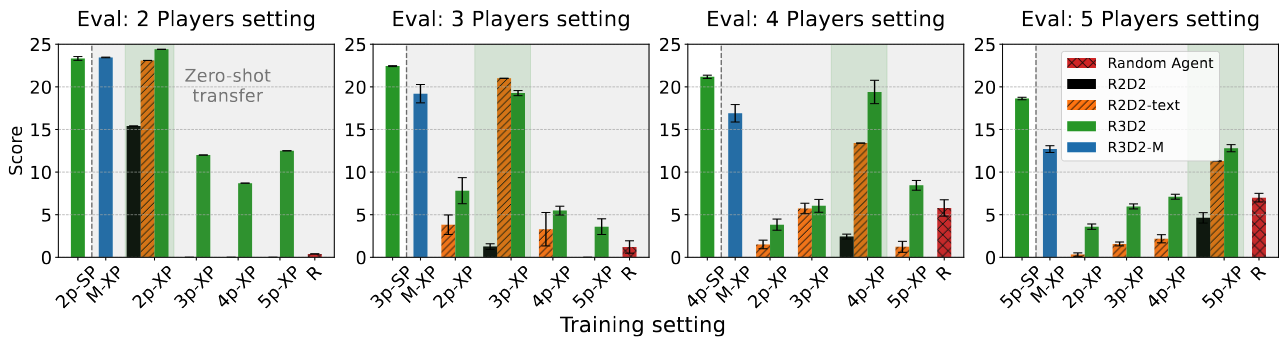 Eval: 2 Players setting
Eval: 3 Players setting
Eval: 4 Players setting
Eval: 5 Players setting
Score
25
20
15
10
5
0
Zero-shot
transfer
2p-SP
M-XP
2p-XP
3p-XP
4p-XP
5p-XP
R
25
20
15
10
5
0
3p-SP
M-XP
2p-XP
3p-XP
4p-XP
5p-XP
R
25
20
15
10
5
0
4p-SP
M-XP
2p-XP
3p-XP
4p-XP
5p-XP
R
25
20
15
10
5
0
Random Agent
R2D2
R2D2-text
R3D2
R3D2-M
5p-SP
M-XP
2p-XP
3p-XP
4p-XP
5p-XP
R
Training setting